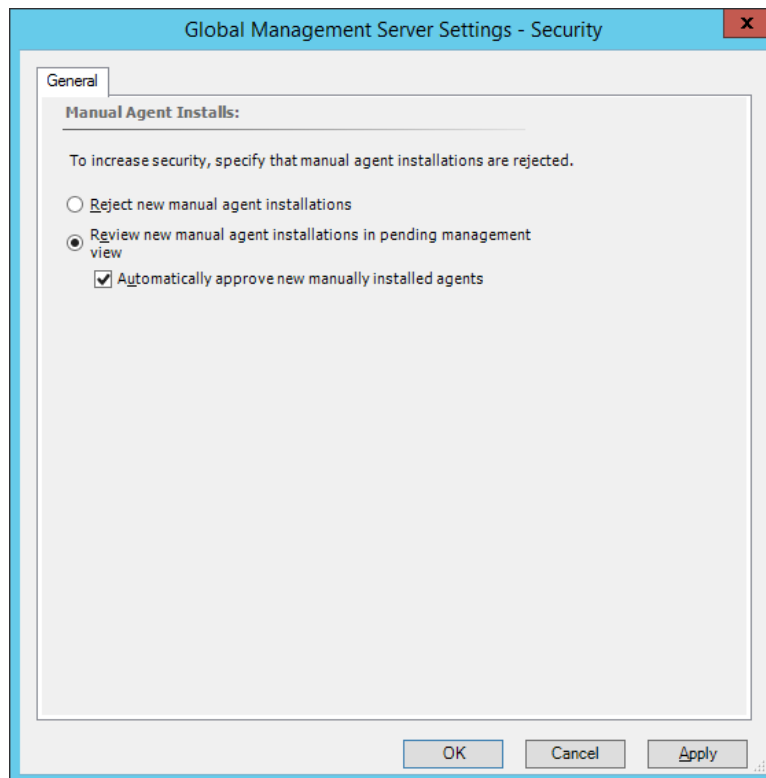 Global Management Server Settings - Security
x
General
Manual Agent Installs:
To increase security, specify that manual agent installations are rejected.
Reject new manual agent installations
Review new manual agent installations in pending management
view
Automatically approve new manually installed agents
OK
Cancel
Apply